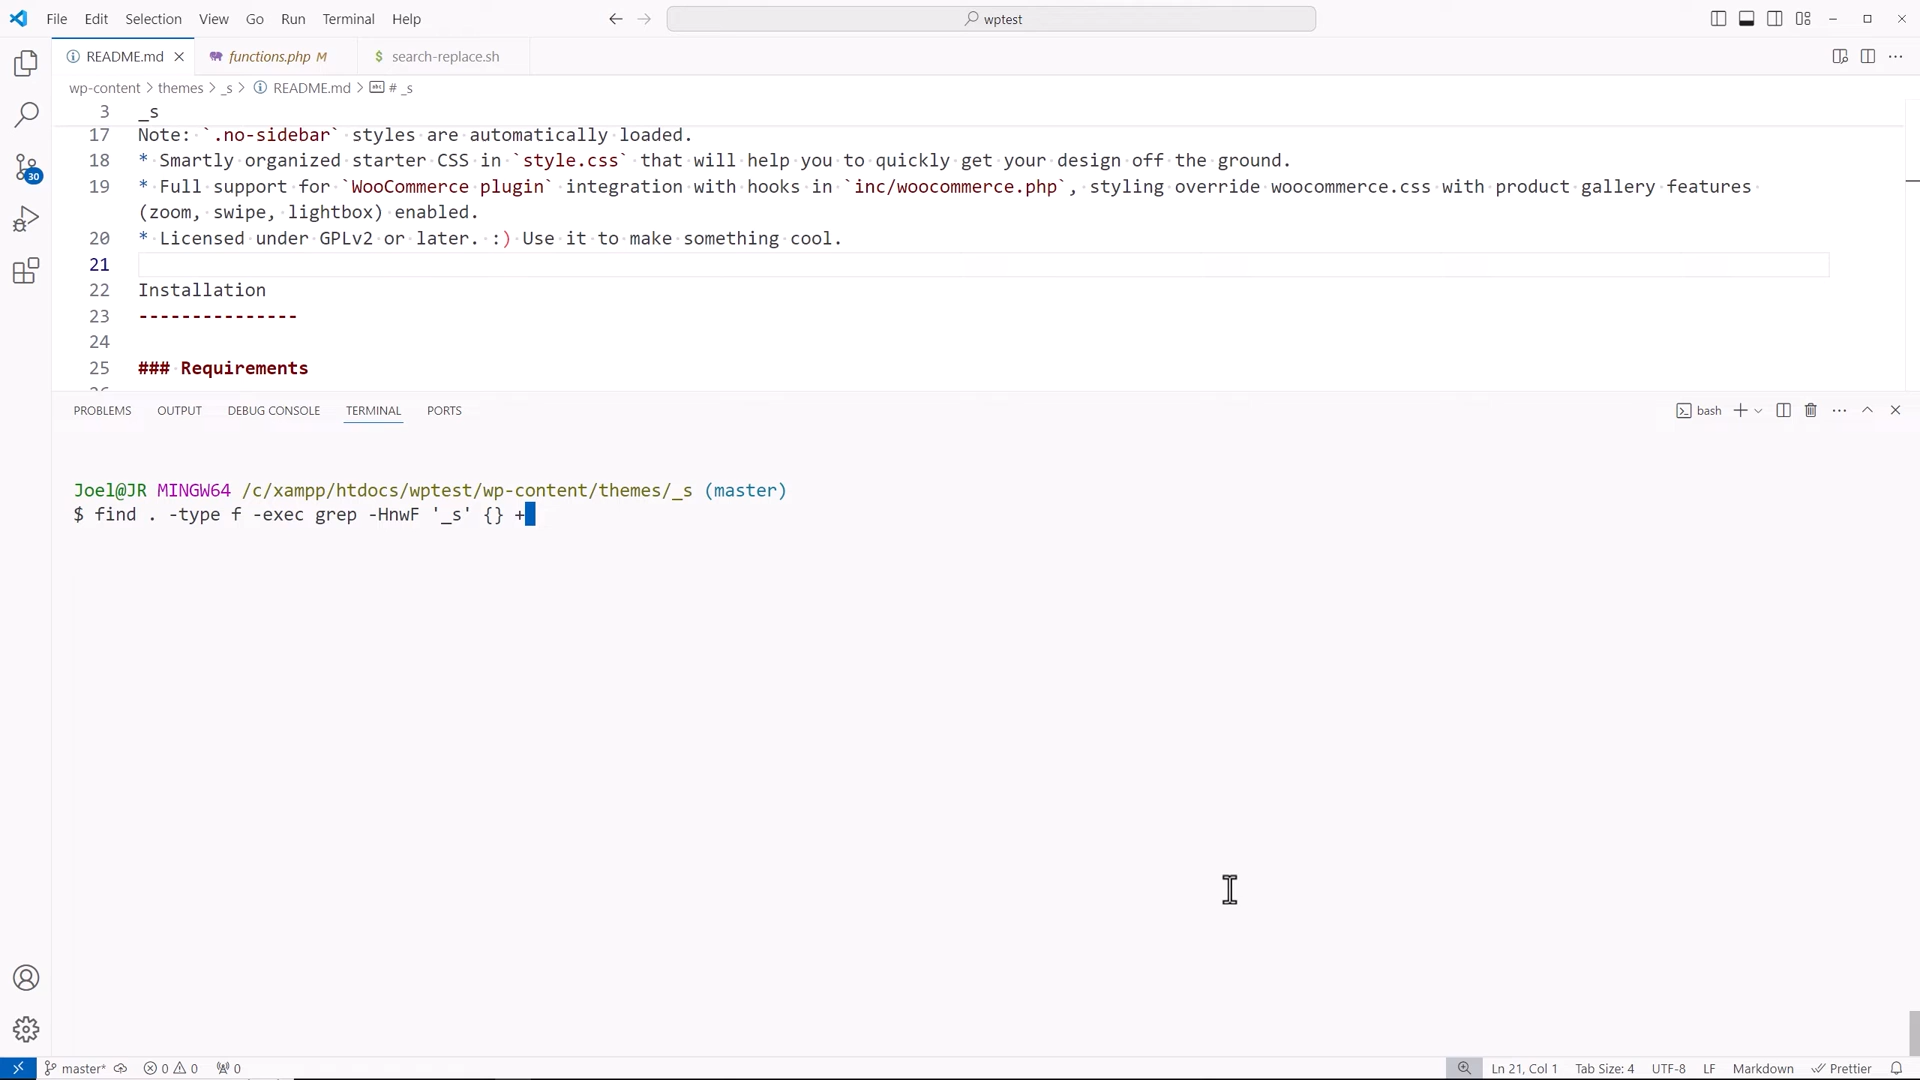 File Edit Selection View Go Run Terminal Help
wptest
README.md
functions.php M
search-replace.sh
wp-content > themes > _s > README.md > # _s
3 _s
17 Note: `.no-sidebar` styles are automatically loaded.
18 * Smartly organized starter CSS in `style.css` that will help you to quickly get your design off the ground.
19 * Full support for `WooCommerce plugin` integration with hooks in `inc/woocommerce.php`, styling override woocommerce.css with product gallery features
(zoom, swipe, lightbox) enabled.
20 * Licensed under GPLv2 or later. :) Use it to make something cool.
21
22 Installation
23 ---------------
24
25 ### Requirements
30
PROBLEMS OUTPUT DEBUG CONSOLE TERMINAL PORTS
bash
Joel@JR MINGW64 /c/xampp/htdocs/wptest/wp-content/themes/_s (master)
$ find . -type f -exec grep -HnwF '_s' {} +
master* 0 0 0
Ln 21, Col 1 Tab Size: 4 UTF-8 LF Markdown Prettier